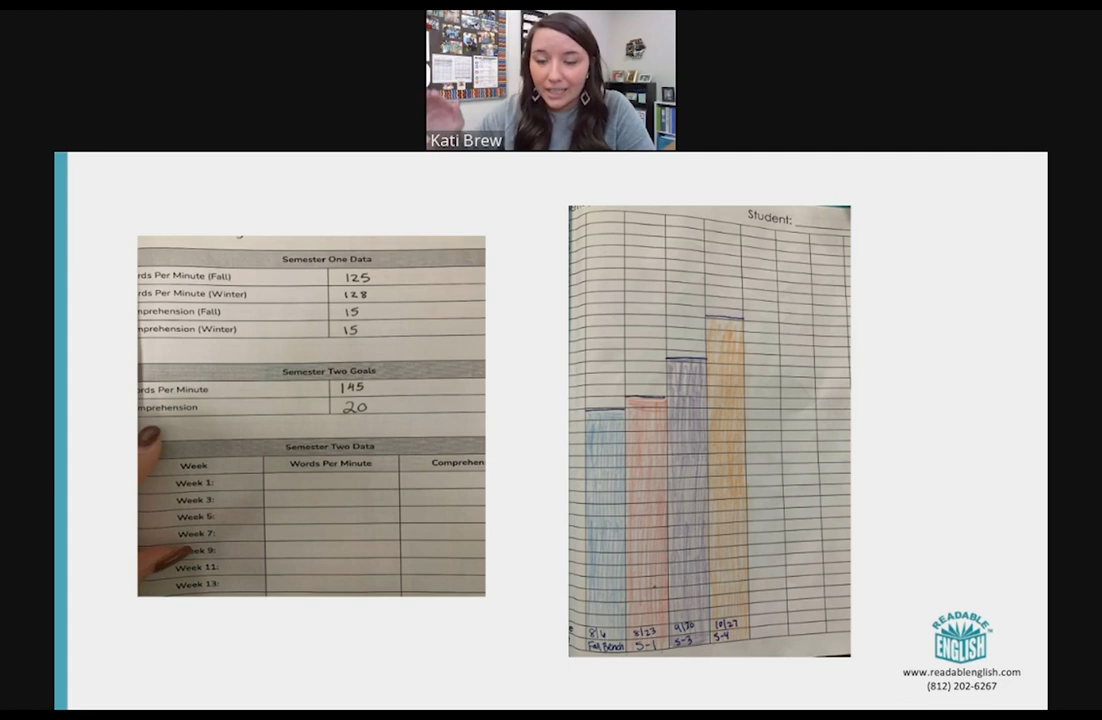 Kati Brew
Semester One Data
rds Per Minute (Fall) 125
rds Per Minute (Winter) 128
mprehension (Fall) 15
mprehension (Winter) 15
Semester Two Goals
rds Per Minute 145
mprehension 20
Semester Two Data
Week Words Per Minute Comprehen
Week 1:
Week 3:
Week 5:
Week 7:
eek 9:
Week 11:
Week 13:
Student:
8/23 9/20 10/27
Fall Bench S-1 S-3 S-4
READABLE
ENGLISH
www.readablenglish.com
(812) 202-6267